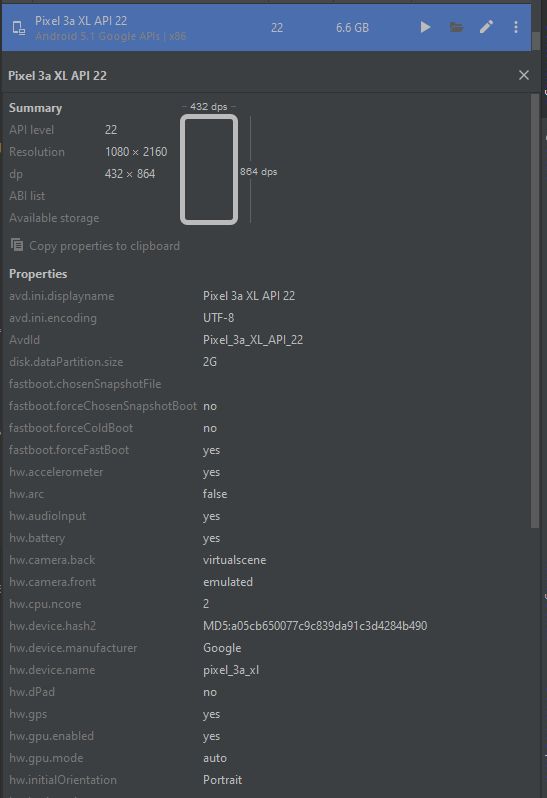 Pixel 3a XL API 22
Android 5.1 Google APIs | x86
22
6.6 GB
Pixel 3a XL API 22
Summary
432 dps
API level 22
Resolution 1080 × 2160
dp 432 × 864
864 dps
ABI list
Available storage
Copy properties to clipboard
Properties
avd.ini.displayname Pixel 3a XL API 22
avd.ini.encoding UTF-8
AvdId Pixel_3a_XL_API_22
disk.dataPartition.size 2G
fastboot.chosenSnapshotFile
fastboot.forceChosenSnapshotBoot no
fastboot.forceColdBoot no
fastboot.forceFastBoot yes
hw.accelerometer yes
hw.arc false
hw.audioInput yes
hw.battery yes
hw.camera.back virtualscene
hw.camera.front emulated
hw.cpu.ncore 2
hw.device.hash2 MD5:a05cb650077c9c839da91c3d4284b490
hw.device.manufacturer Google
hw.device.name pixel_3a_xl
hw.dPad no
hw.gps yes
hw.gpu.enabled yes
hw.gpu.mode auto
hw.initialOrientation Portrait